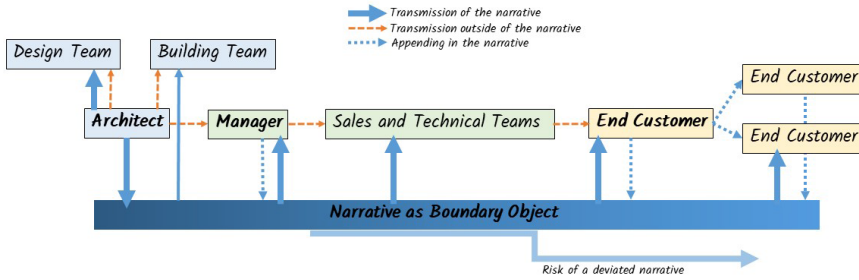 Transmission of the narrative
Transmission outside of the narrative
Appending in the narrative
Design Team
Building Team
End Customer
Architect
Manager
Sales and Technical Teams
End Customer
End Customer
Narrative as Boundary Object
Risk of a deviated narrative